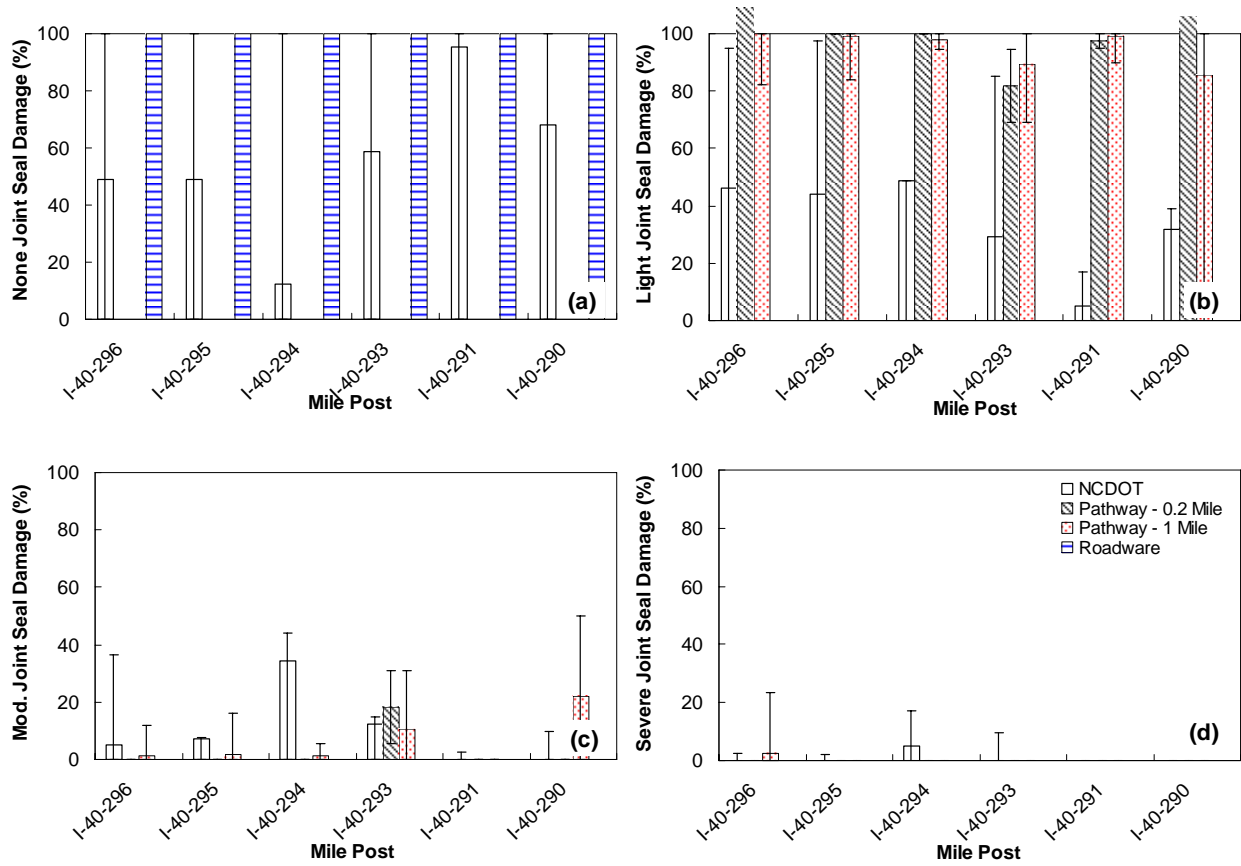 None Joint Seal Damage (%)
100
80
60
40
20
0
(a)
I-40-296
I-40-295
I-40-294
I-40-293
I-40-291
I-40-290
Mile Post
Light Joint Seal Damage (%)
100
80
60
40
20
0
(b)
I-40-296
I-40-295
I-40-294
I-40-293
I-40-291
I-40-290
Mile Post
Mod. Joint Seal Damage (%)
100
80
60
40
20
0
(c)
I-40-296
I-40-295
I-40-294
I-40-293
I-40-291
I-40-290
Mile Post
Severe Joint Seal Damage (%)
100
80
60
40
20
0
NCDOT
Pathway - 0.2 Mile
Pathway - 1 Mile
Roadware
(d)
I-40-296
I-40-295
I-40-294
I-40-293
I-40-291
I-40-290
Mile Post